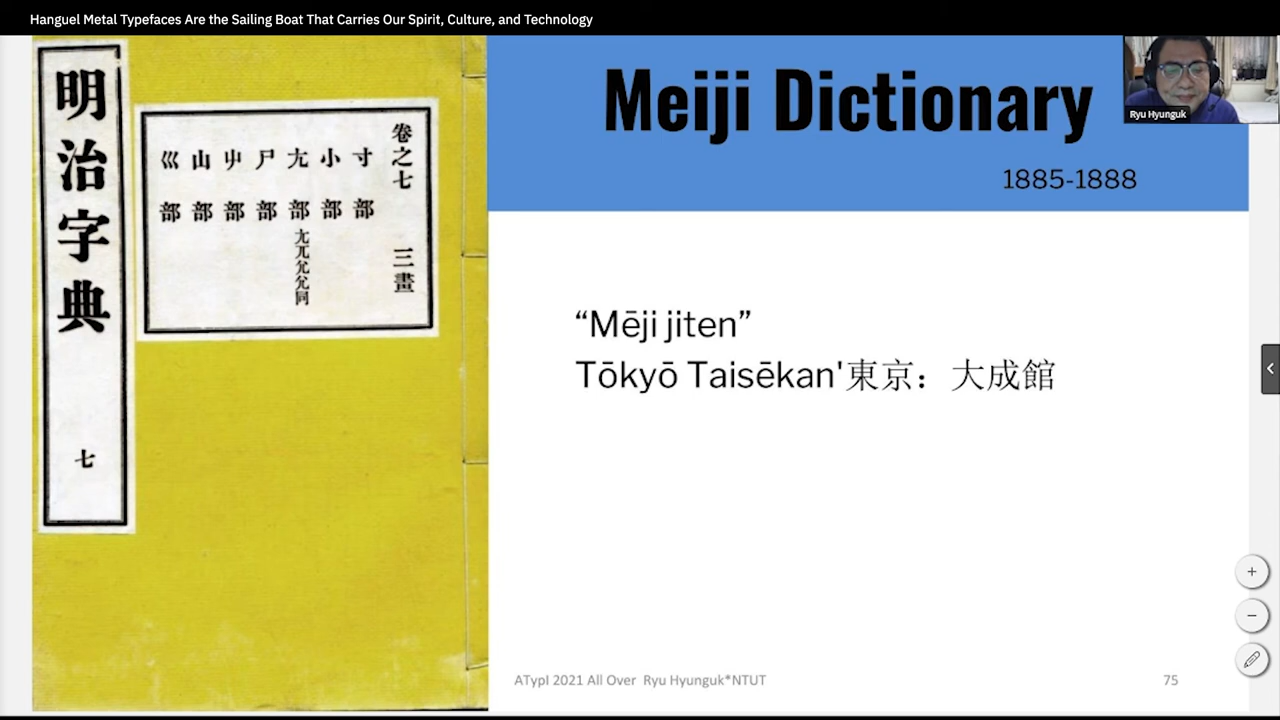 Hanguel Metal Typefaces Are the Sailing Boat That Carries Our Spirit, Culture, and Technology
明治字典
七
卷之七 三畫
寸部
小部
尢部 尢兀尣允同
尸部
屮部
山部
巛部
Meiji Dictionary
1885-1888
Ryu Hyunguk
“Mēji jiten”
Tōkyō Taisēkan'東京：大成館
ATypI 2021 All Over Ryu Hyunguk*NTUT
75